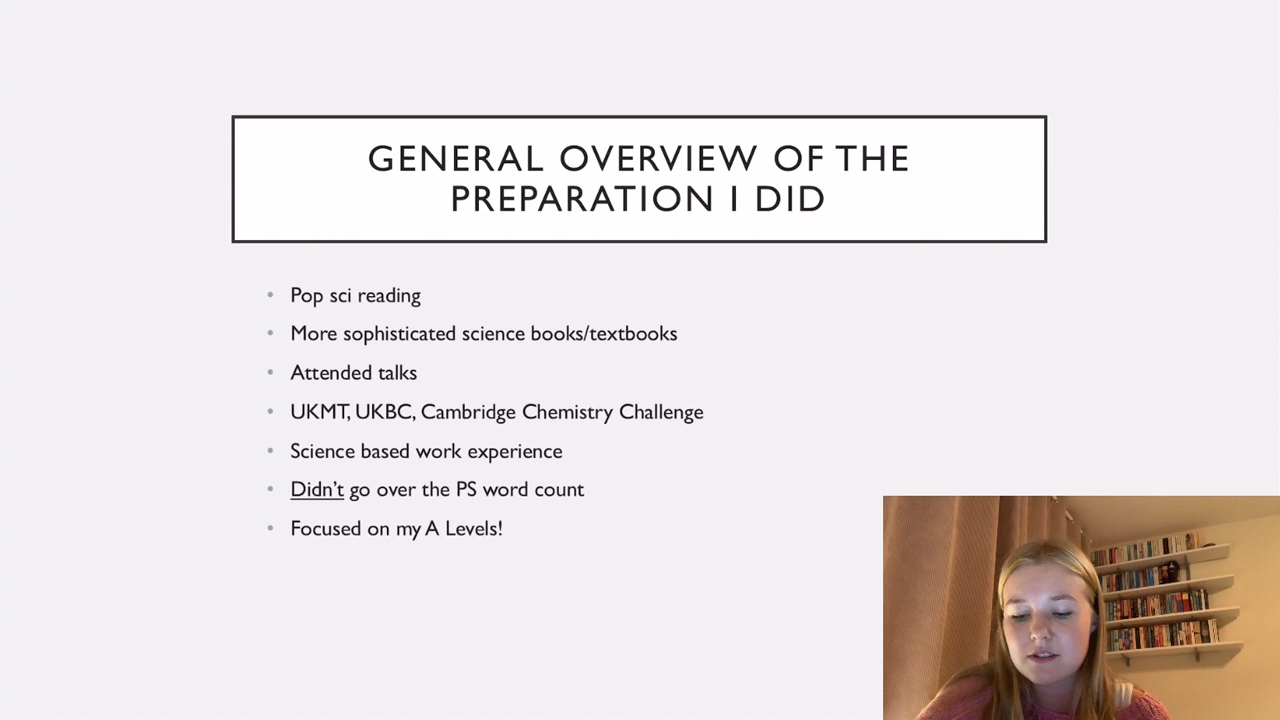 GENERAL OVERVIEW OF THE
PREPARATION I DID
• Pop sci reading
• More sophisticated science books/textbooks
• Attended talks
• UKMT, UKBC, Cambridge Chemistry Challenge
• Science based work experience
• Didn't go over the PS word count
• Focused on my A Levels!